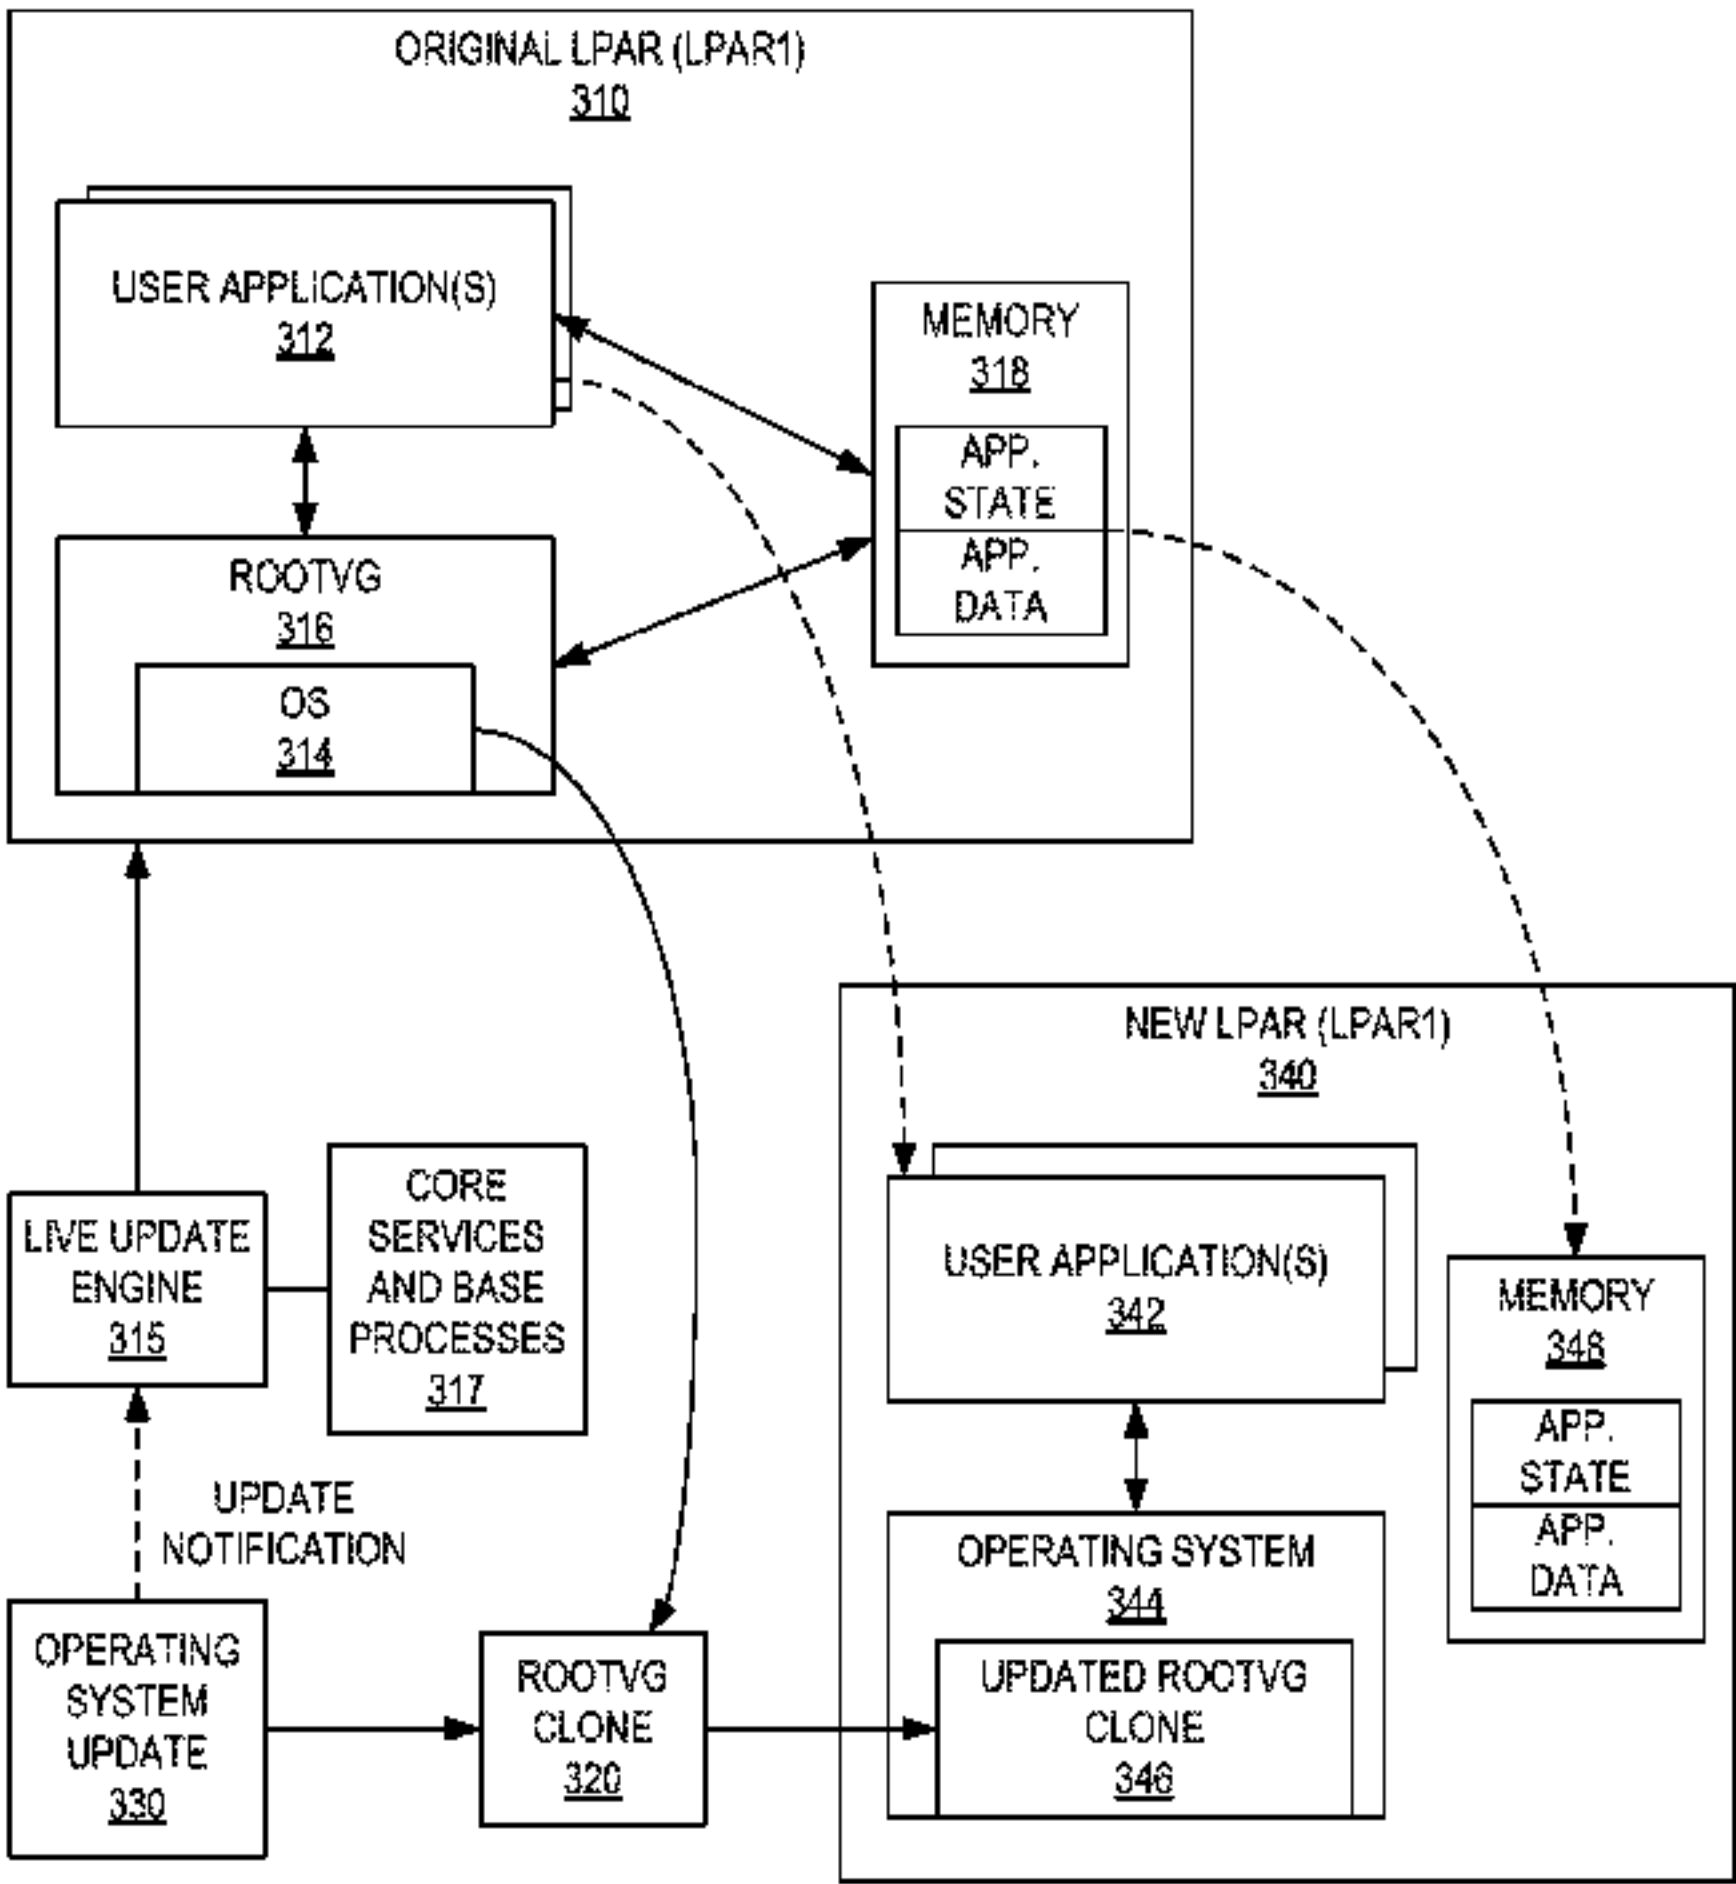 ORIGINAL LPAR (LPAR1)
310
USER APPLICATION(S)
312
MEMORY
318
APP.
STATE
APP.
DATA
ROOTVG
316
OS
314
NEW LPAR (LPAR1)
340
CORE
SERVICES
AND BASE
PROCESSES
317
LIVE UPDATE
ENGINE
315
USER APPLICATION(S)
342
MEMORY
348
APP.
STATE
APP.
DATA
UPDATE
NOTIFICATION
OPERATING SYSTEM
344
OPERATING
SYSTEM
UPDATE
330
ROOTVG
CLONE
320
UPDATED ROOTVG
CLONE
346